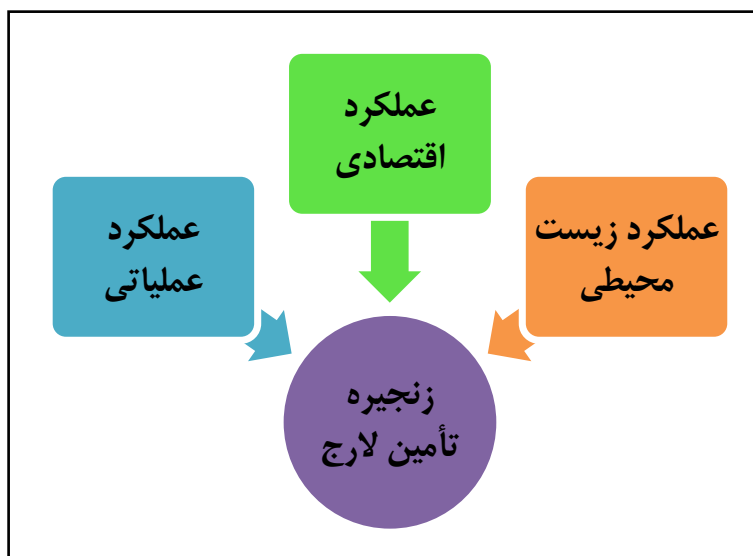 عملکرد
اقتصادی
عملکرد زیست
محیطی
عملکرد
عملیاتی
زنجیره
تأمین لارج